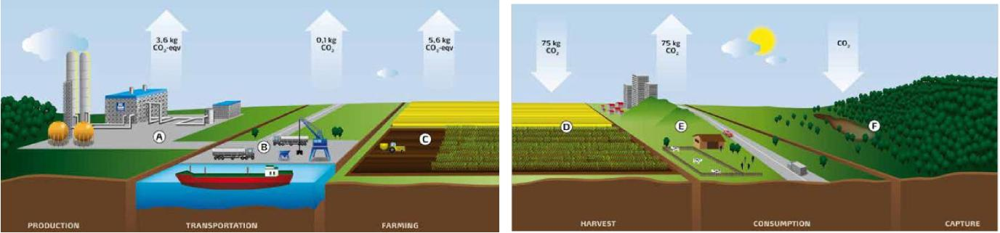 3,6 kg
CO₂-eqv
0,1 kg
CO₂
5,6 kg
CO₂-eqv
A
B
C
PRODUCTION
TRANSPORTATION
FARMING
75 kg
CO₂
75 kg
CO₂
CO₂
D
E
F
HARVEST
CONSUMPTION
CAPTURE